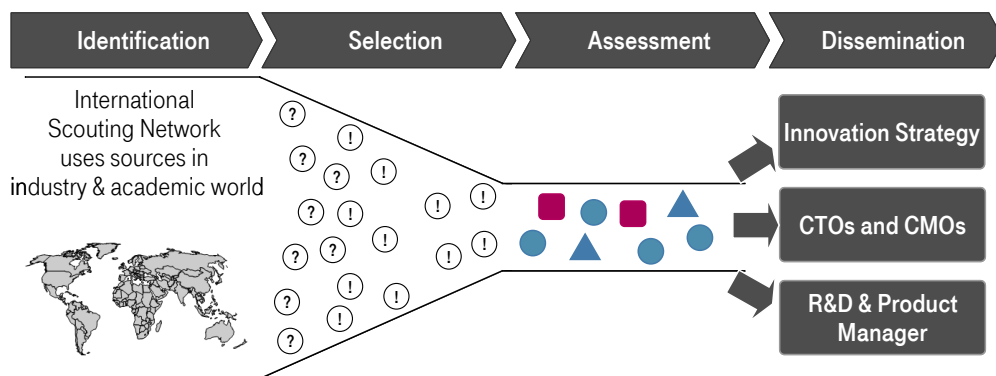 Identification
Selection
Assessment
Dissemination
International
Scouting Network
uses sources in
industry & academic world
?
!
?
!
?
!
!
?
!
!
!
?
?
!
!
!
?
!
?
Innovation Strategy
CTOs and CMOs
R&D & Product
Manager